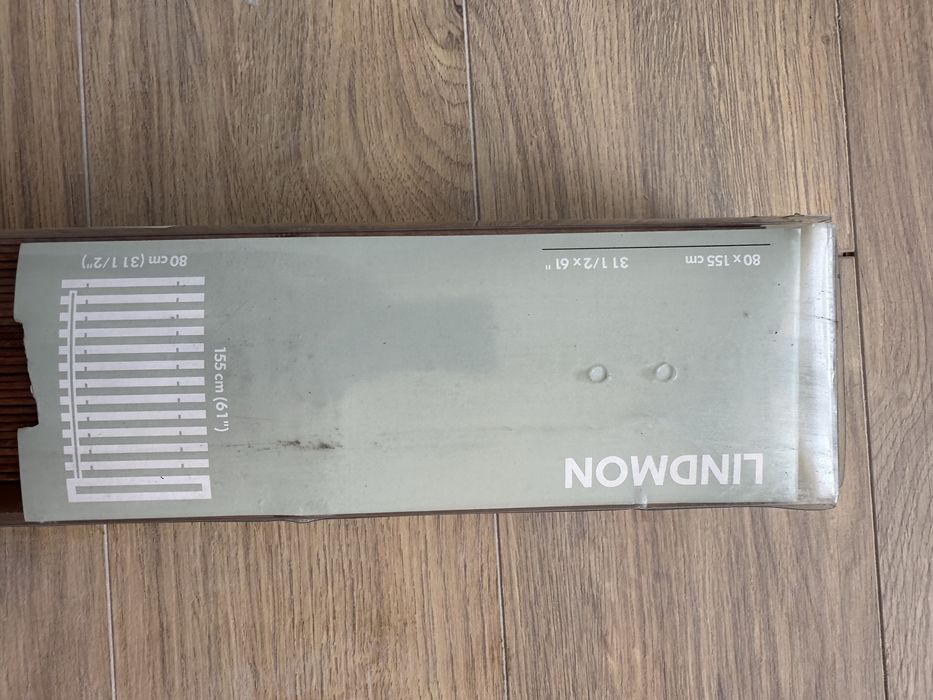 LINDMON
80 x 155 cm
31 1/2 x 61"
155 cm (61")
80 cm (31 1/2")